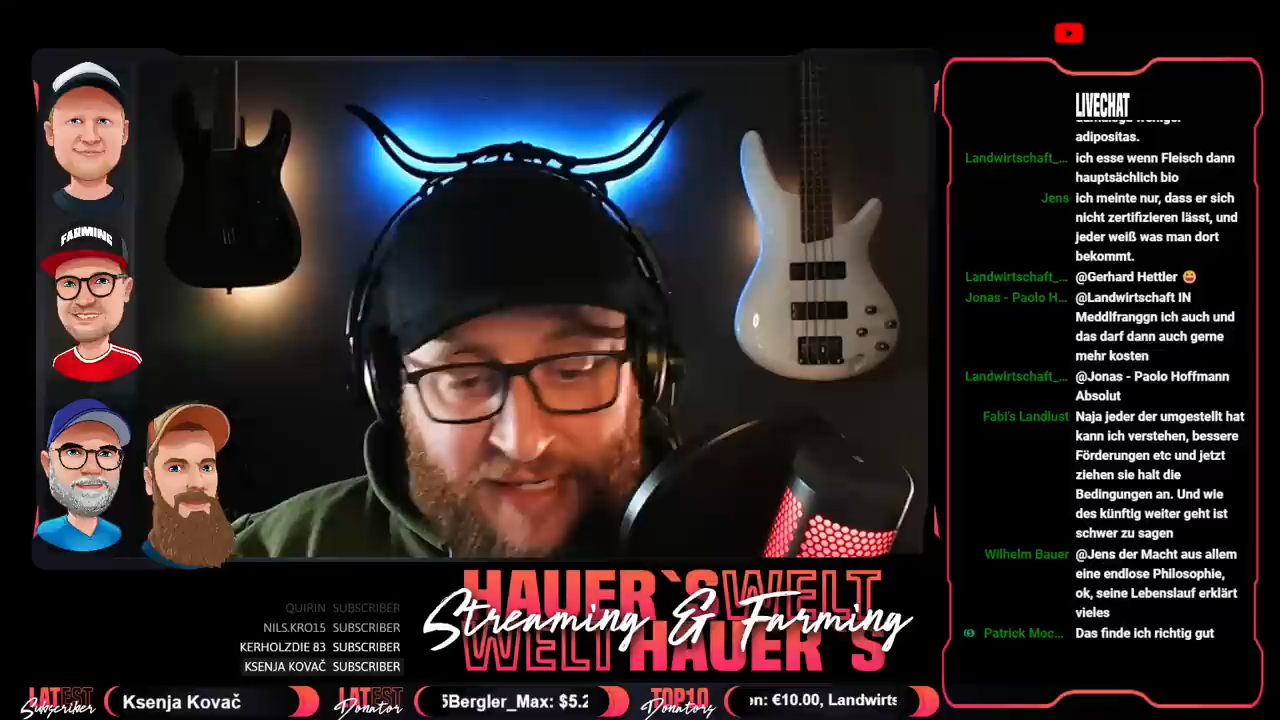 LIVECHAT
adipositas.
Landwirtschaft_... ich esse wenn Fleisch dann
hauptsächlich bio
Jens ich meinte nur, dass er sich
nicht zertifizieren lässt, und
jeder weiß was man dort
bekommt.
Landwirtschaft_... @Gerhard Hettler 😀
Jonas - Paolo H... @Landwirtschaft IN
Meddlfranggn ich auch und
das darf dann auch gerne
mehr kosten
Landwirtschaft_... @Jonas - Paolo Hoffmann
Absolut
Fabi's Landlust Naja jeder der umgestellt hat
kann ich verstehen, bessere
Förderungen etc und jetzt
ziehen sie halt die
Bedingungen an. Und wie
des künftig weiter geht ist
schwer zu sagen
Wilhelm Bauer @Jens der Macht aus allem
eine endlose Philosophie,
ok, seine Lebenslauf erklärt
vieles
Patrick Moc... Das finde ich richtig gut
FARMING
HAUER`SWELT
Streaming & Farming
WELTHAUER`S
QUIRIN SUBSCRIBER
NILS.KRO15 SUBSCRIBER
KERHOLZDIE 83 SUBSCRIBER
KSENJA KOVAČ SUBSCRIBER
LATEST
Subscriber
Ksenja Kovač
LATEST
Donator
5Bergler_Max: $5.2
TOP10
Donators
on: €10.00, Landwirts